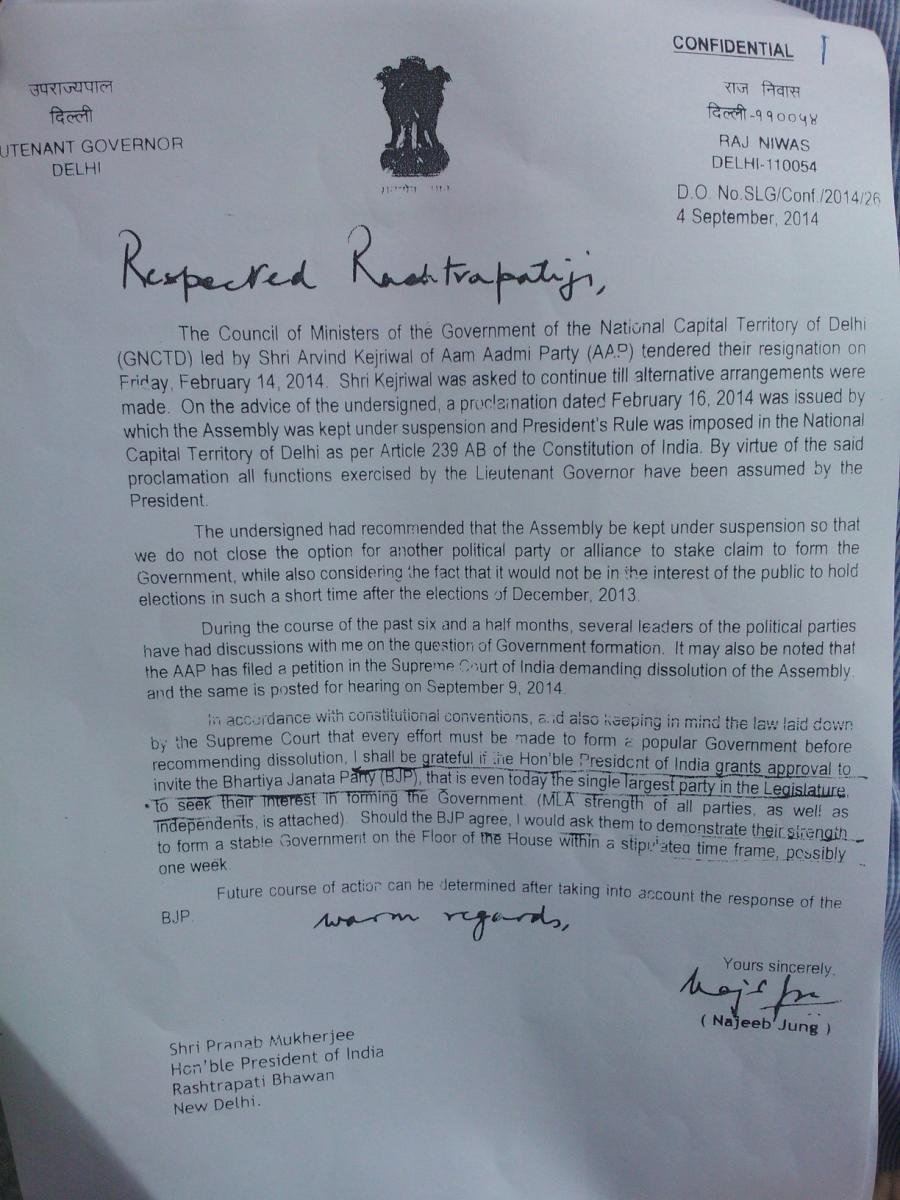 CONFIDENTIAL
उपराज्यपाल
दिल्ली
UTENANT GOVERNOR
DELHI
राज निवास
दिल्ली-११००५४
RAJ NIWAS
DELHI-110054
D.O. No.SLG/Conf./2014/26
4 September, 2014
Respected Rashtrapatiji,
The Council of Ministers of the Government of the National Capital Territory of Delhi
(GNCTD) led by Shri Arvind Kejriwal of Aam Aadmi Party (AAP) tendered their resignation on
Friday, February 14, 2014. Shri Kejriwal was asked to continue till alternative arrangements were
made. On the advice of the undersigned, a proclamation dated February 16, 2014 was issued by
which the Assembly was kept under suspension and President's Rule was imposed in the National
Capital Territory of Delhi as per Article 239 AB of the Constitution of India. By virtue of the said
proclamation all functions exercised by the Lieutenant Governor have been assumed by the
President.
The undersigned had recommended that the Assembly be kept under suspension so that
we do not close the option for another political party or alliance to stake claim to form the
Government, while also considering the fact that it would not be in the interest of the public to hold
elections in such a short time after the elections of December, 2013.
During the course of the past six and a half months, several leaders of the political parties
have had discussions with me on the question of Government formation. It may also be noted that
the AAP has filed a petition in the Supreme Court of India demanding dissolution of the Assembly
and the same is posted for hearing on September 9, 2014.
In accordance with constitutional conventions, and also keeping in mind the law laid down
by the Supreme Court that every effort must be made to form a popular Government before
recommending dissolution, I shall be grateful if the Hon'ble President of India grants approval to
invite the Bhartiya Janata Party (BJP), that is even today the single largest party in the Legislature,
to seek their interest in forming the Government. (MLA strength of all parties, as well as
independents, is attached). Should the BJP agree, I would ask them to demonstrate their strength
to form a stable Government on the Floor of the House within a stipulated time frame, possibly
one week.
Future course of action can be determined after taking into account the response of the
BJP.
warm regards,
Yours sincerely,
( Najeeb Jung )
Shri Pranab Mukherjee
Hon'ble President of India
Rashtrapati Bhawan
New Delhi.